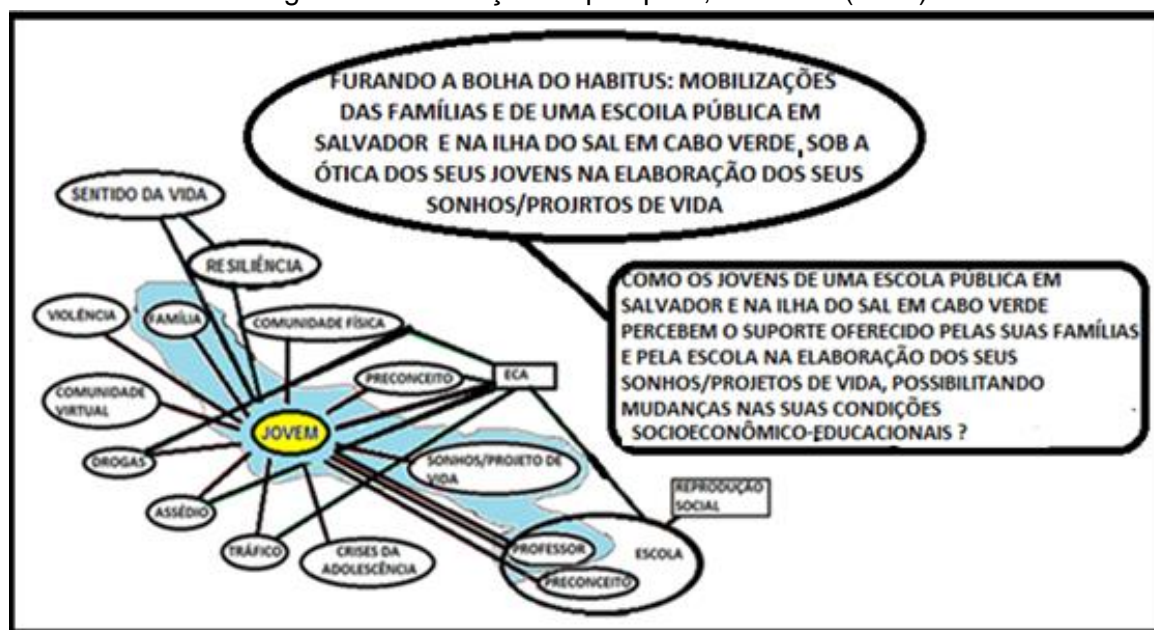 FURANDO A BOLHA DO HABITUS: MOBILIZAÇÕES
DAS FAMÍLIAS E DE UMA ESCOILA PÚBLICA EM
SALVADOR E NA ILHA DO SAL EM CABO VERDE, SOB A
ÓTICA DOS SEUS JOVENS NA ELABORAÇÃO DOS SEUS
SONHOS/PROJRTOS DE VIDA
SENTIDO DA VIDA
RESILIÊNCIA
VIOLÊNCIA
FAMÍLIA
COMUNIDADE FÍSICA
PRECONCEITO
ECA
COMO OS JOVENS DE UMA ESCOLA PÚBLICA EM
SALVADOR E NA ILHA DO SAL EM CABO VERDE
PERCEBEM O SUPORTE OFERECIDO PELAS SUAS FAMÍLIAS
E PELA ESCOLA NA ELABORAÇÃO DOS SEUS
SONHOS/PROJETOS DE VIDA, POSSIBILITANDO
MUDANÇAS NAS SUAS CONDIÇÕES
SOCIOECONÔMICO-EDUCACIONAIS ?
COMUNIDADE
VIRTUAL
JOVEM
DROGAS
SONHOS/PROJETO DE
VIDA
ASSÉDIO
TRÁFICO
CRISES DA
ADOLESCÊNCIA
REPRODUÇÃO
SOCIAL
PROFESSOR
ESCOLA
PRECONCEITO